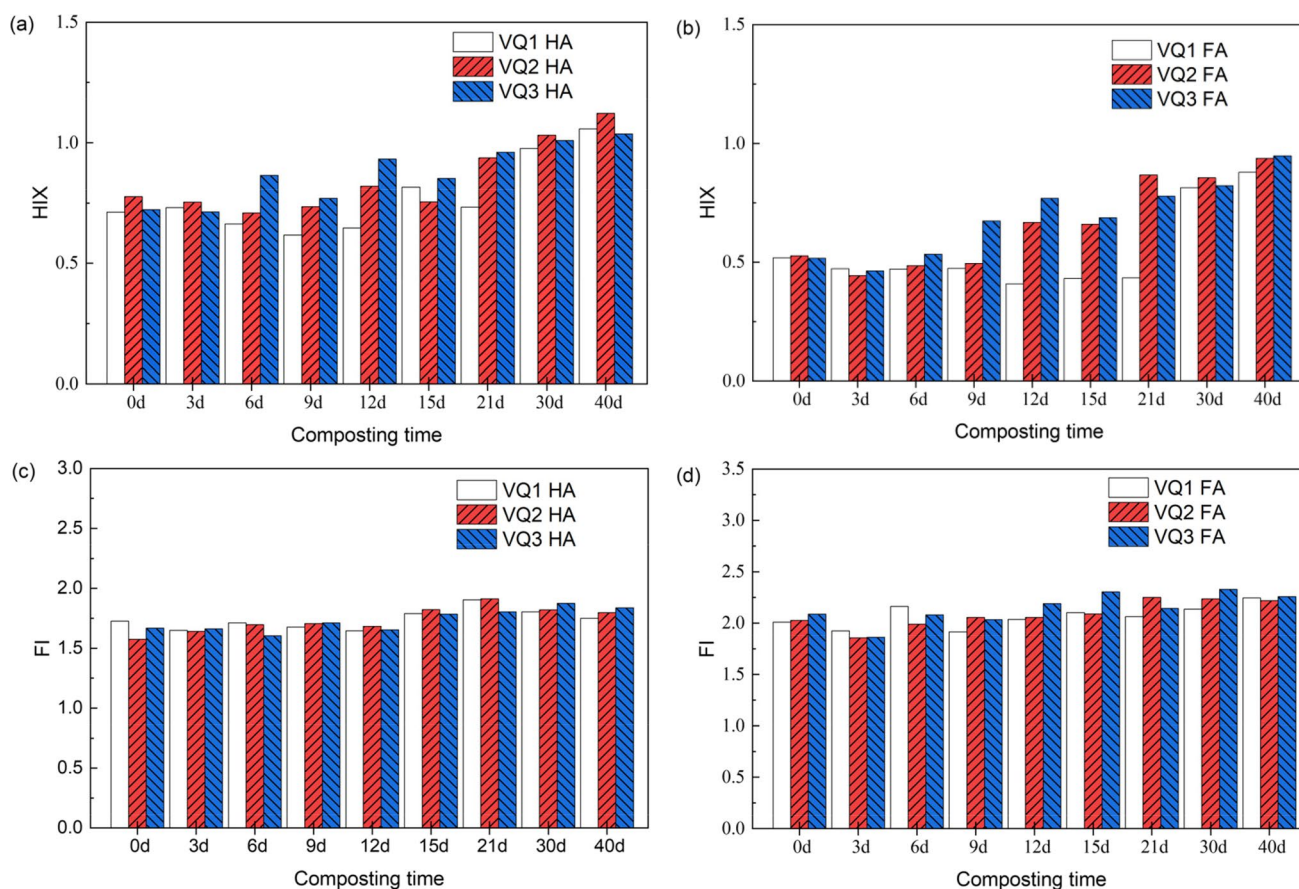 (a)
1.5
1.0
0.5
0.0
HIX
VQ1 HA
VQ2 HA
VQ3 HA
0d 3d 6d 9d 12d 15d 21d 30d 40d
Composting time
(b)
1.5
1.0
0.5
0.0
HIX
VQ1 FA
VQ2 FA
VQ3 FA
0d 3d 6d 9d 12d 15d 21d 30d 40d
Composting time
(c)
3.0
2.5
2.0
1.5
1.0
0.5
0.0
FI
VQ1 HA
VQ2 HA
VQ3 HA
0d 3d 6d 9d 12d 15d 21d 30d 40d
Composting time
(d)
3.5
3.0
2.5
2.0
1.5
1.0
0.5
0.0
FI
VQ1 FA
VQ2 FA
VQ3 FA
0d 3d 6d 9d 12d 15d 21d 30d 40d
Composting time